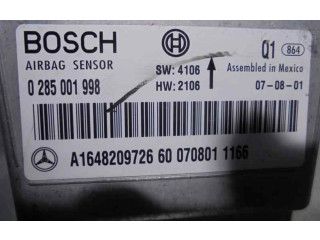 BOSCH
Q1 864
AIRBAG SENSOR SW: 4106 Assembled in Mexico
0 285 001 998 HW: 2106 07-08-01
A1648209726 60 070801 1166